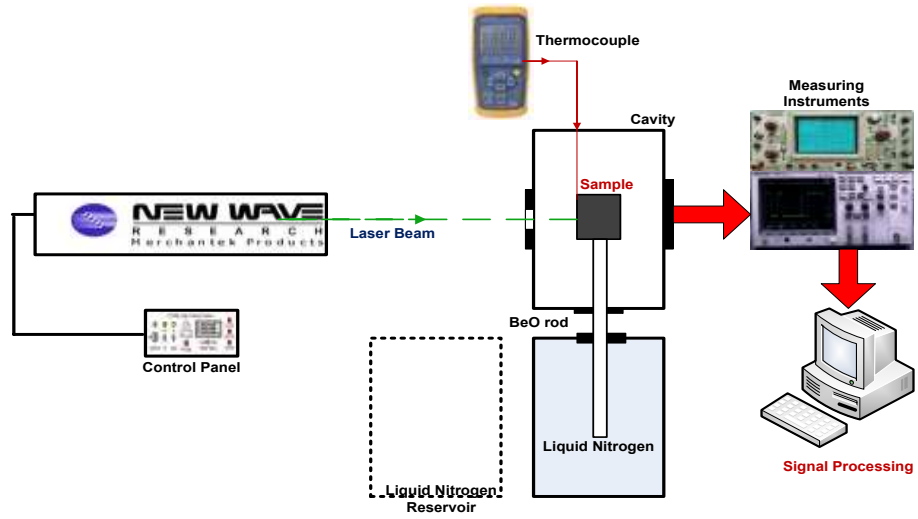 Thermocouple
Measuring
Instruments
Cavity
Sample
NEW WAVE
RESEARCH
Merchantek Products
Laser Beam
BeO rod
Control Panel
Liquid Nitrogen
Signal Processing
Liquid Nitrogen
Reservoir